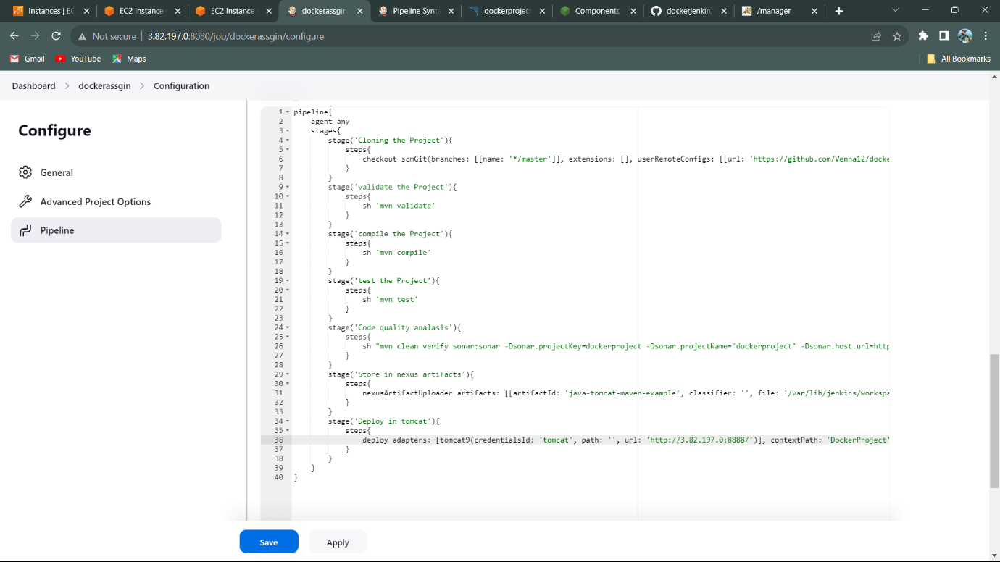 Instances | EC
EC2 Instance
EC2 Instance
dockerassgin
Pipeline Synta
dockerproject
Components
dockerjenkin
/manager
Not secure
3.82.197.0:8080/job/dockerassgin/configure
Gmail
YouTube
Maps
All Bookmarks
Dashboard > dockerassgin > Configuration
Configure
General
Advanced Project Options
Pipeline
1 pipeline{
2 agent any
3 stages{
4 stage('Cloning the Project'){
5 steps{
6 checkout scmGit(branches: [[name: '*/master']], extensions: [], userRemoteConfigs: [[url: 'https://github.com/Venna12/docke
7 }
8 }
9 stage('validate the Project'){
10 steps{
11 sh 'mvn validate'
12 }
13 }
14 stage('compile the Project'){
15 steps{
16 sh 'mvn compile'
17 }
18 }
19 stage('test the Project'){
20 steps{
21 sh 'mvn test'
22 }
23 }
24 stage('Code quality analasis'){
25 steps{
26 sh "mvn clean verify sonar:sonar -Dsonar.projectKey=dockerproject -Dsonar.projectName='dockerproject' -Dsonar.host.url=http
27 }
28 }
29 stage('Store in nexus artifacts'){
30 steps{
31 nexusArtifactUploader artifacts: [[artifactId: 'java-tomcat-maven-example', classifier: '', file: '/var/lib/jenkins/workspa
32 }
33 }
34 stage('Deploy in tomcat'){
35 steps{
36 deploy adapters: [tomcat9(credentialsId: 'tomcat', path: '', url: 'http://3.82.197.0:8888/')], contextPath: 'DockerProject'
37 }
38 }
39 }
40 }
Save
Apply